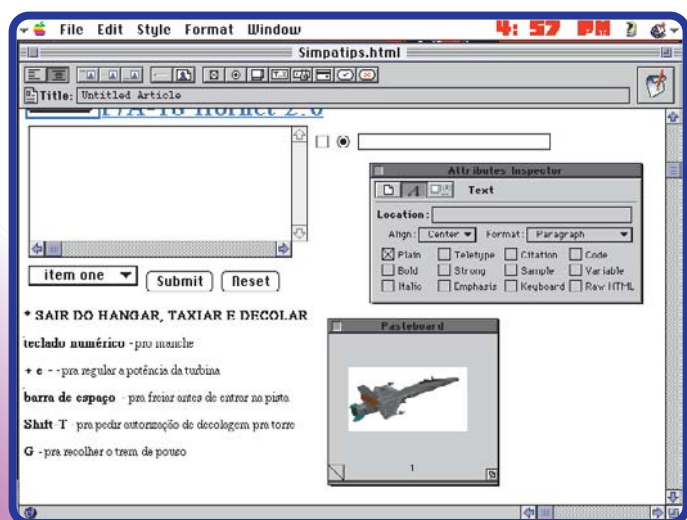 File Edit Style Format Window 4: 57 PM
Simpatips.html
Title: Untitled Article
F/A-18 Hornet 2.0
Attributes Inspector
Text
Location:
Align: Center Format: Paragraph
Plain Teletype Citation Code
Bold Strong Sample Variable
Italic Emphasis Keyboard Raw HTML
item one Submit Reset
* SAIR DO HANGAR, TAXIAR E DECOLAR
teclado numérico - pro manche
+ e - - pra regular a potência da turbina
barra de espaço - pra freiar antes de entrar na pista
Shift T - pra pedir autorização de decolagem pra torre
G - pra recolher o trem de pouso
Pasteboard
1